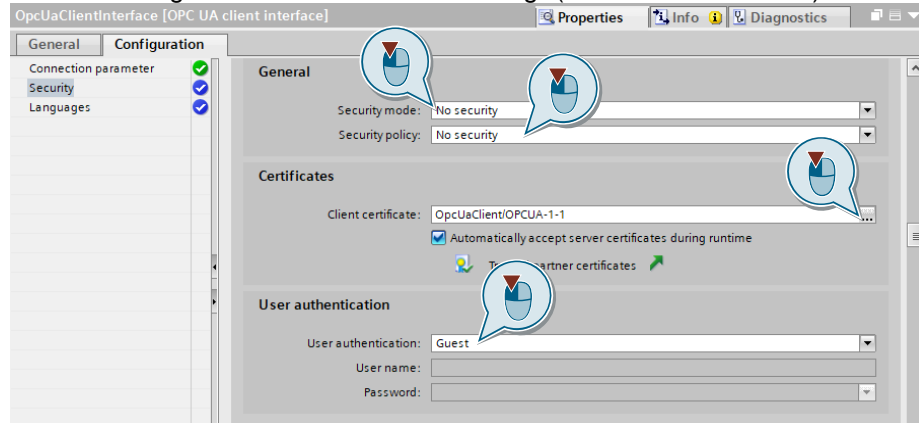 OpcUaClientInterface [OPC UA client interface]
Properties
Info
Diagnostics
General
Configuration
Connection parameter
Security
Languages
General
Security mode: No security
Security policy: No security
Certificates
Client certificate: OpcUaClient/OPCUA-1-1
...
Automatically accept server certificates during runtime
partner certificates
User authentication
User authentication: Guest
User name:
Password: